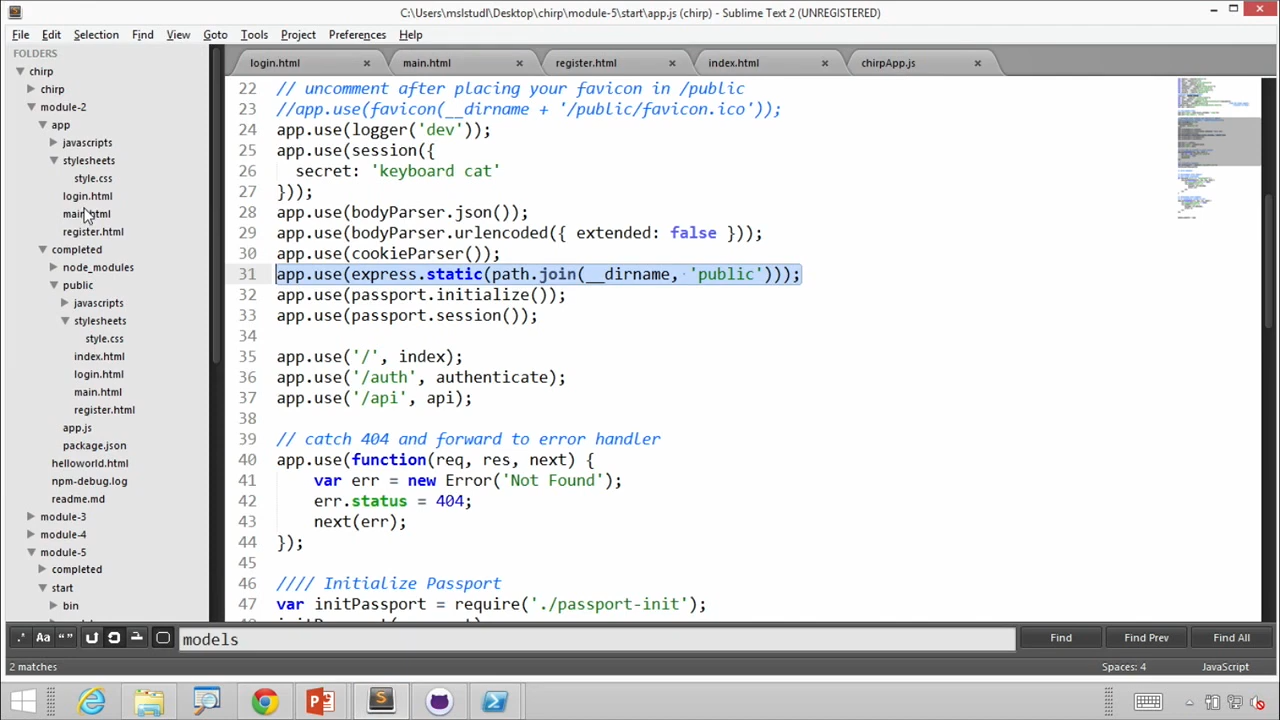 C:\Users\mslstudl\Desktop\chirp\module-5\start\app.js (chirp) - Sublime Text 2 (UNREGISTERED)
File Edit Selection Find View Goto Tools Project Preferences Help
FOLDERS
chirp
chirp
module-2
app
javascripts
stylesheets
style.css
login.html
main.html
register.html
completed
node_modules
public
javascripts
stylesheets
style.css
index.html
login.html
main.html
register.html
app.js
package.json
helloworld.html
npm-debug.log
readme.md
module-3
module-4
module-5
completed
start
bin
login.html × main.html × register.html × index.html × chirpApp.js ×
22 // uncomment after placing your favicon in /public
23 //app.use(favicon(__dirname + '/public/favicon.ico'));
24 app.use(logger('dev'));
25 app.use(session({
26 secret: 'keyboard cat'
27 }));
28 app.use(bodyParser.json());
29 app.use(bodyParser.urlencoded({ extended: false }));
30 app.use(cookieParser());
31 app.use(express.static(path.join(__dirname, 'public')));
32 app.use(passport.initialize());
33 app.use(passport.session());
34
35 app.use('/', index);
36 app.use('/auth', authenticate);
37 app.use('/api', api);
38
39 // catch 404 and forward to error handler
40 app.use(function(req, res, next) {
41 var err = new Error('Not Found');
42 err.status = 404;
43 next(err);
44 });
45
46 //// Initialize Passport
47 var initPassport = require('./passport-init');
.* Aa “” models Find Find Prev Find All
2 matches Spaces: 4 JavaScript